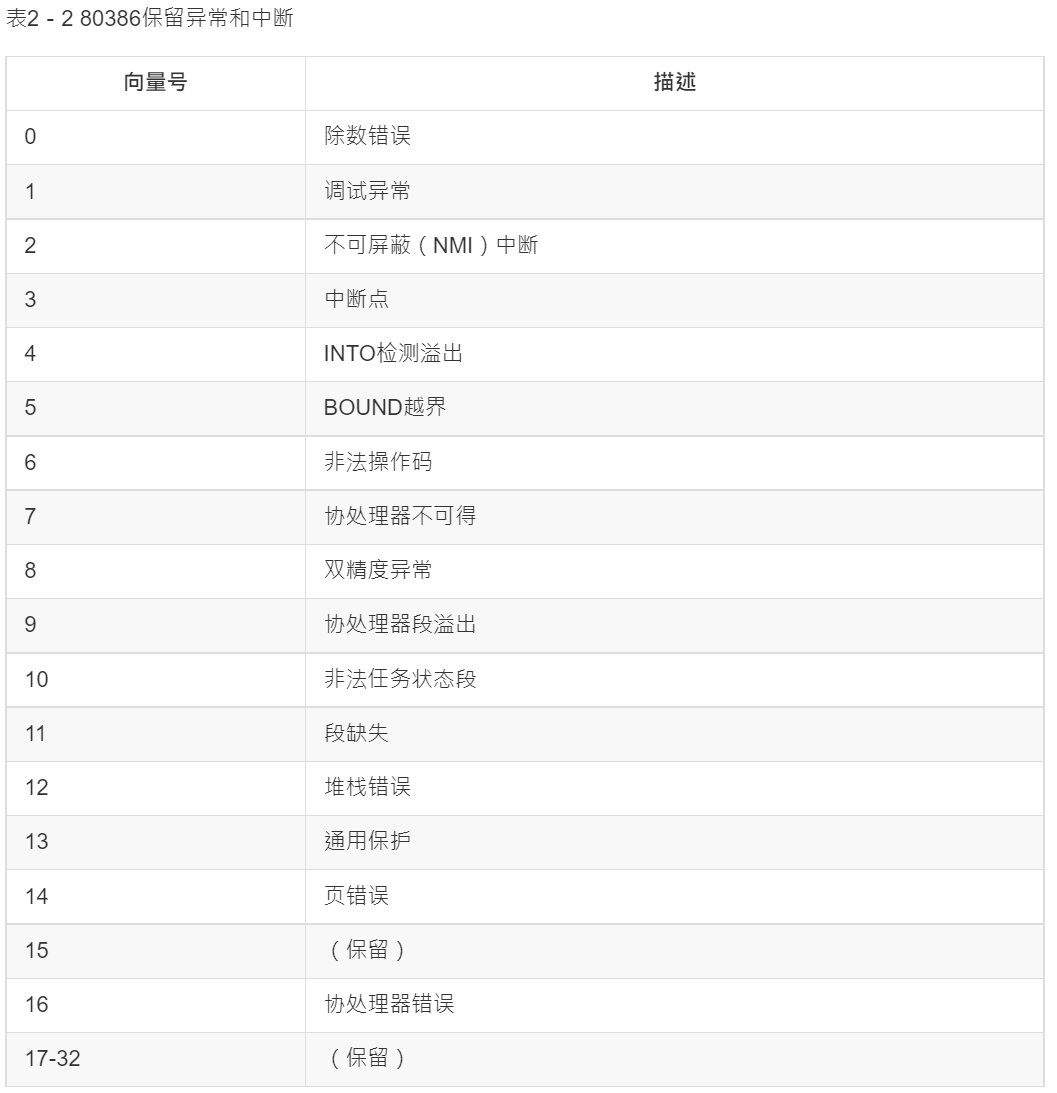 表2 - 2 80386保留异常和中断
向量号 描述
0 除数错误
1 调试异常
2 不可屏蔽（NMI）中断
3 中断点
4 INTO检测溢出
5 BOUND越界
6 非法操作码
7 协处理器不可得
8 双精度异常
9 协处理器段溢出
10 非法任务状态段
11 段缺失
12 堆栈错误
13 通用保护
14 页错误
15 （保留）
16 协处理器错误
17-32 （保留）